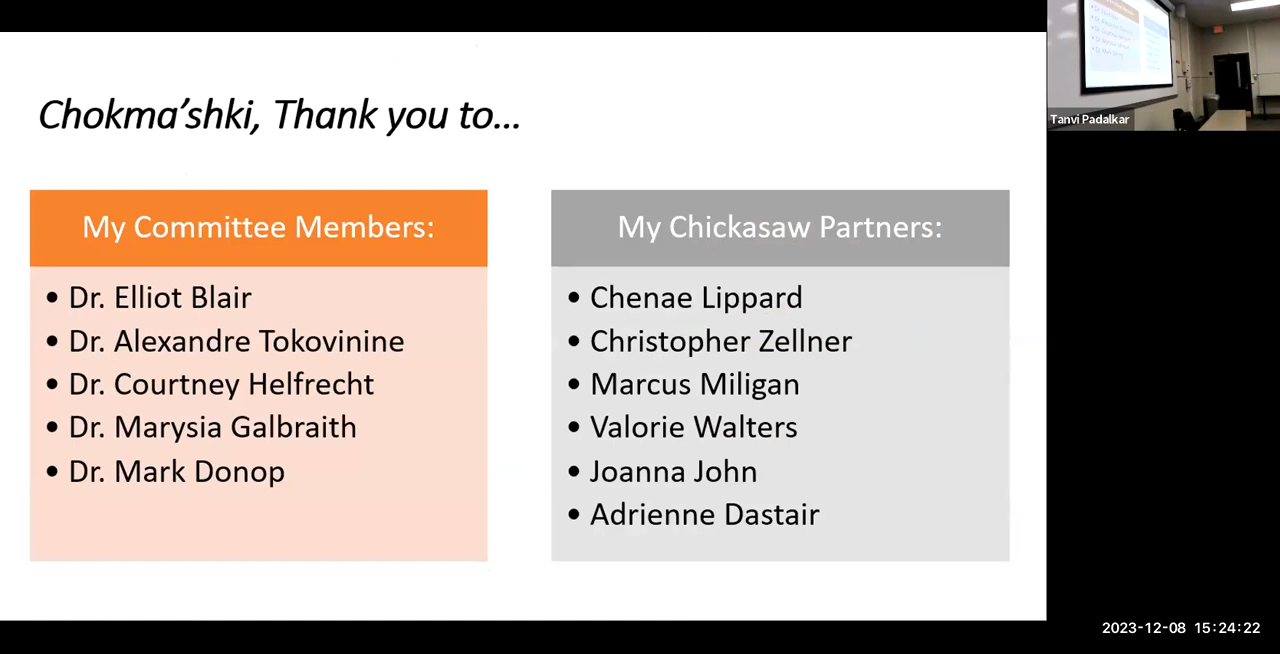 Chokma’shki, Thank you to…
My Committee Members:
• Dr. Elliot Blair
• Dr. Alexandre Tokovinine
• Dr. Courtney Helfrecht
• Dr. Marysia Galbraith
• Dr. Mark Donop
My Chickasaw Partners:
• Chenae Lippard
• Christopher Zellner
• Marcus Miligan
• Valorie Walters
• Joanna John
• Adrienne Dastair
Tanvi Padalkar
2023-12-08 15:24:22